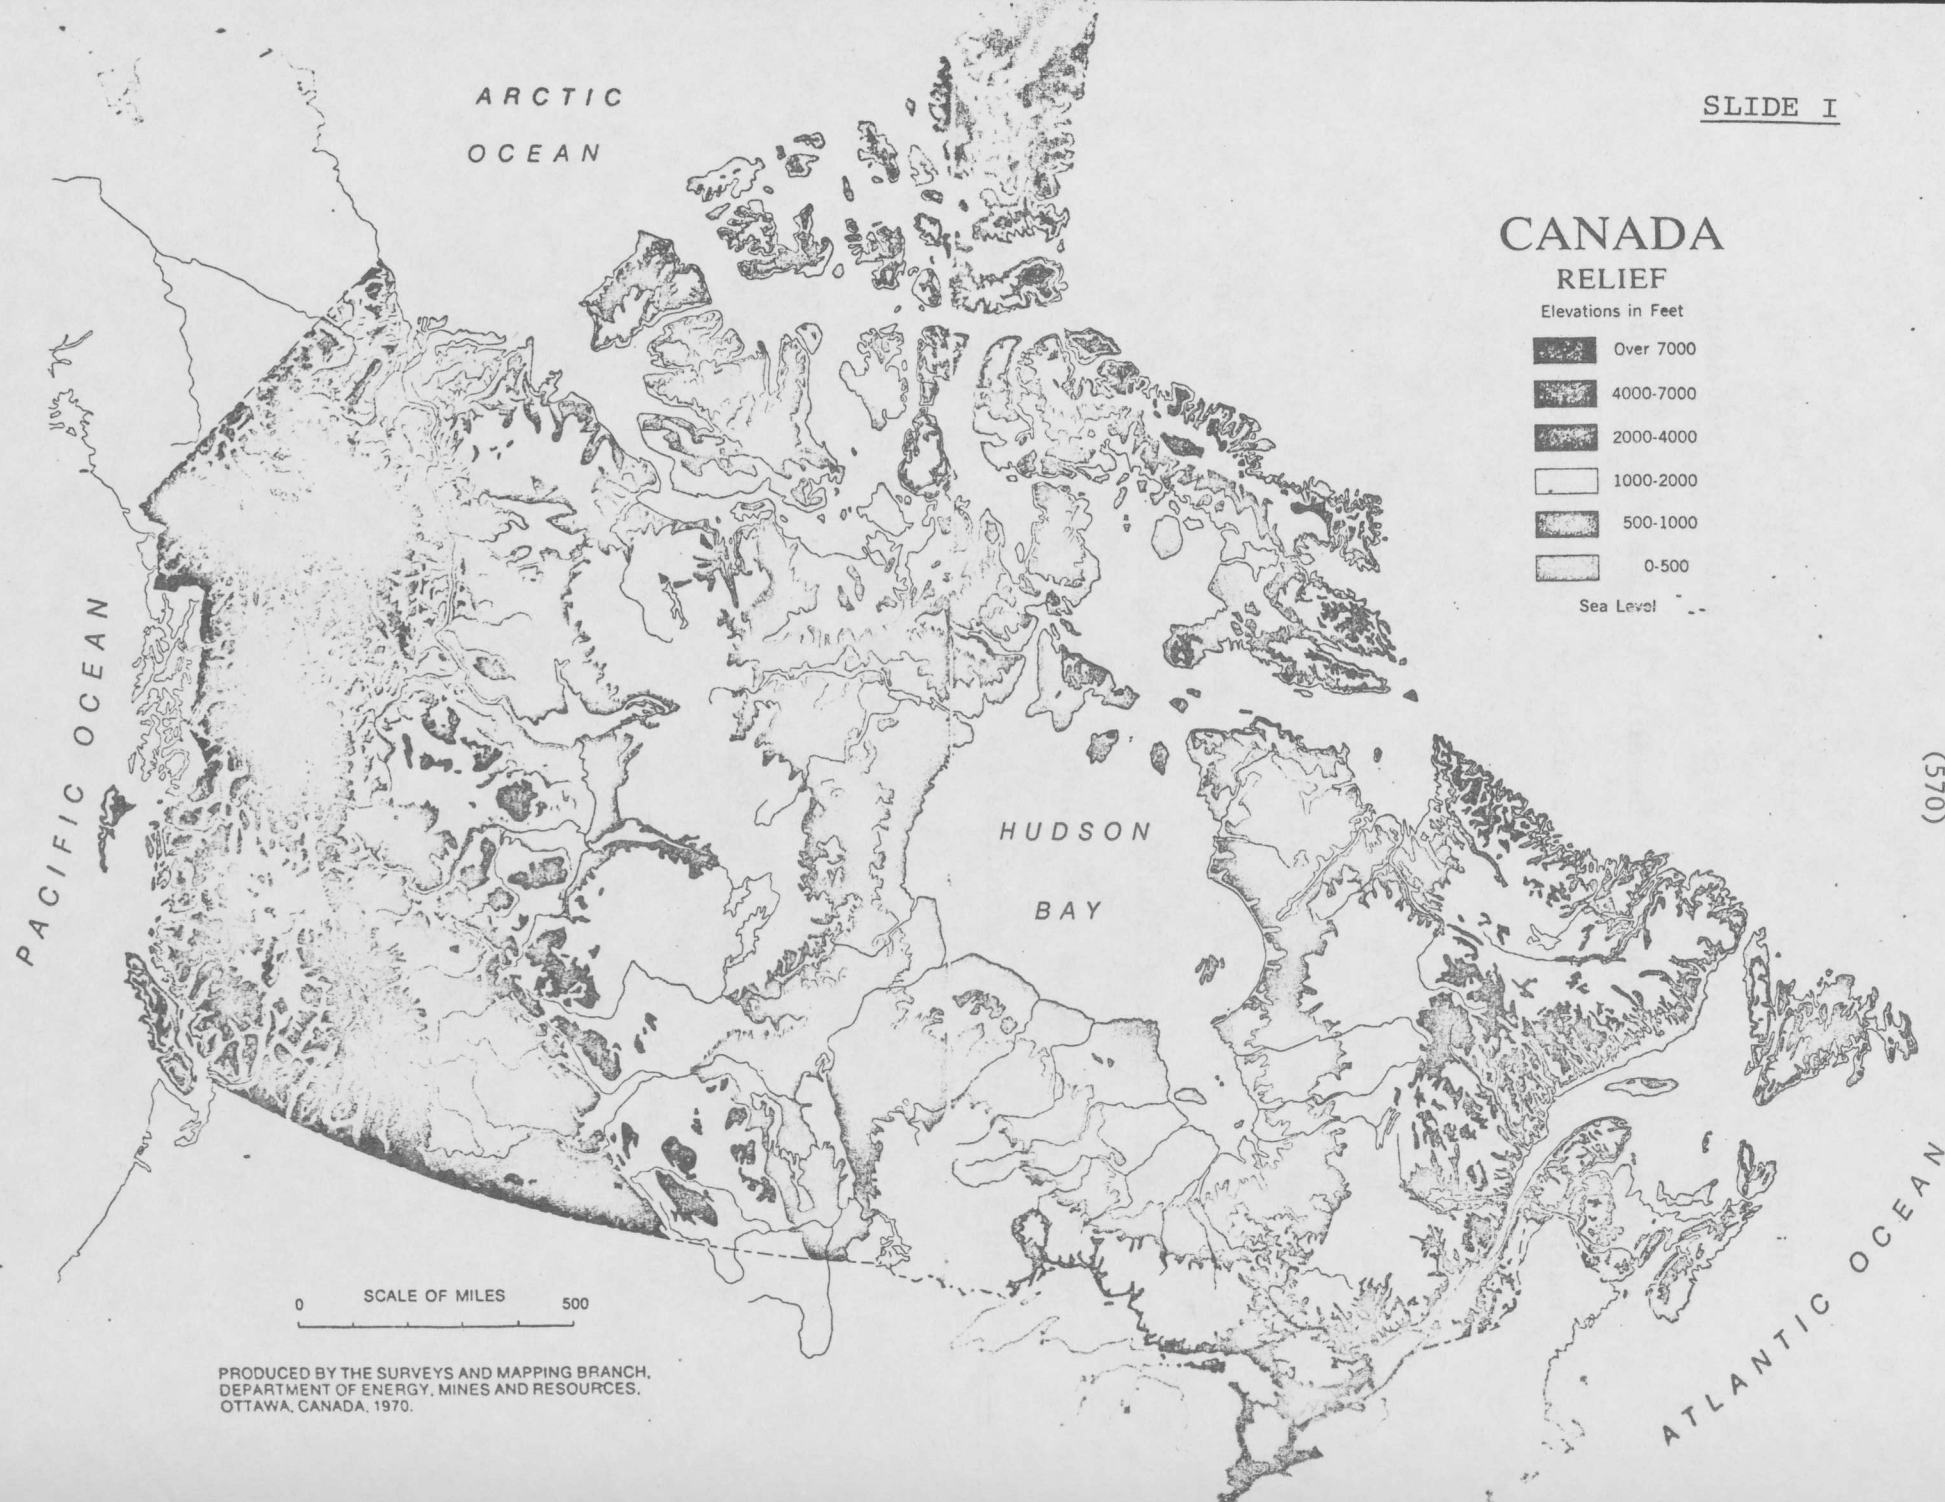 SLIDE I
ARCTIC
OCEAN
CANADA
RELIEF
Elevations in Feet
Over 7000
4000-7000
2000-4000
1000-2000
500-1000
0-500
Sea Level
PACIFIC OCEAN
HUDSON
BAY
(570)
ATLANTIC OCEAN
SCALE OF MILES
0 500
PRODUCED BY THE SURVEYS AND MAPPING BRANCH,
DEPARTMENT OF ENERGY, MINES AND RESOURCES,
OTTAWA, CANADA, 1970.